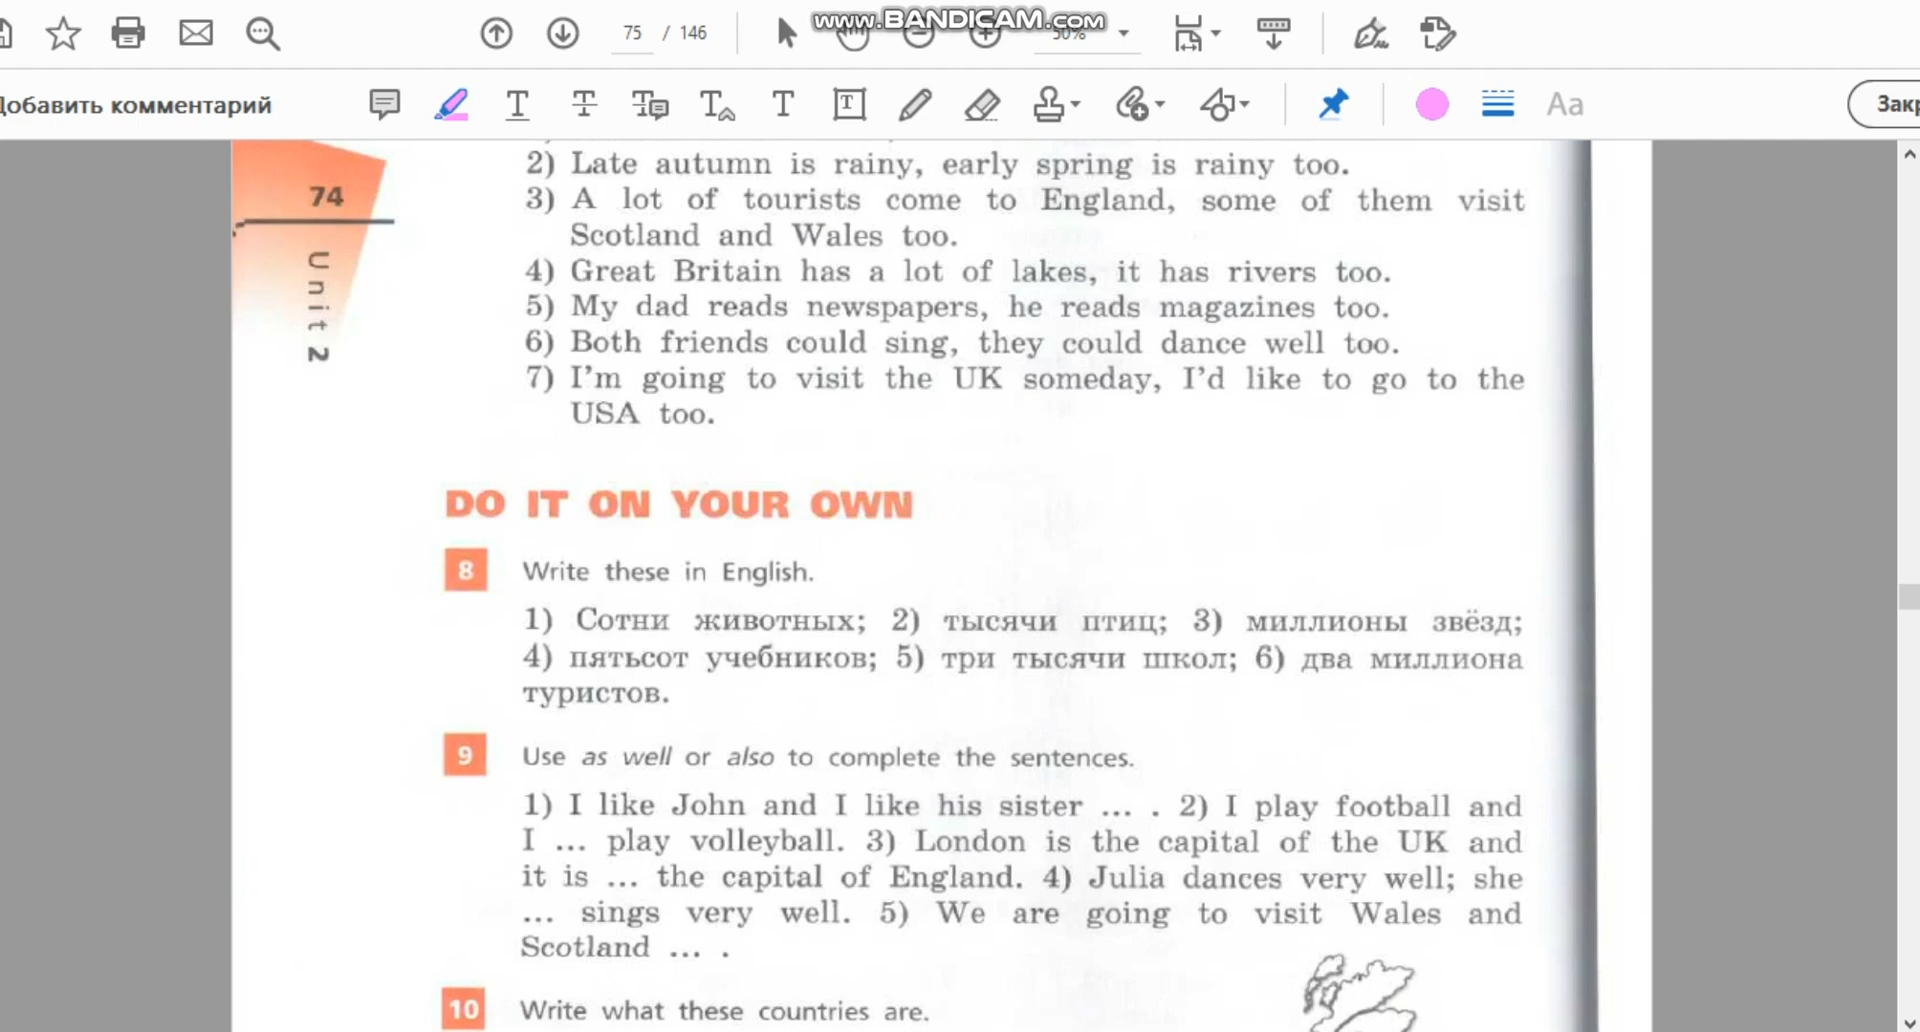 www.BANDICAM.com
75 / 146
50%
Добавить комментарий
T T T T T T Aa
2) Late autumn is rainy, early spring is rainy too.
74
3) A lot of tourists come to England, some of them visit
Scotland and Wales too.
Unit 2
4) Great Britain has a lot of lakes, it has rivers too.
5) My dad reads newspapers, he reads magazines too.
6) Both friends could sing, they could dance well too.
7) I'm going to visit the UK someday, I'd like to go to the
USA too.
DO IT ON YOUR OWN
8 Write these in English.
1) Сотни животных; 2) тысячи птиц; 3) миллионы звёзд;
4) пятьсот учебников; 5) три тысячи школ; 6) два миллиона
туристов.
9 Use as well or also to complete the sentences.
1) I like John and I like his sister ... . 2) I play football and
I ... play volleyball. 3) London is the capital of the UK and
it is ... the capital of England. 4) Julia dances very well; she
... sings very well. 5) We are going to visit Wales and
Scotland ... .
10 Write what these countries are.